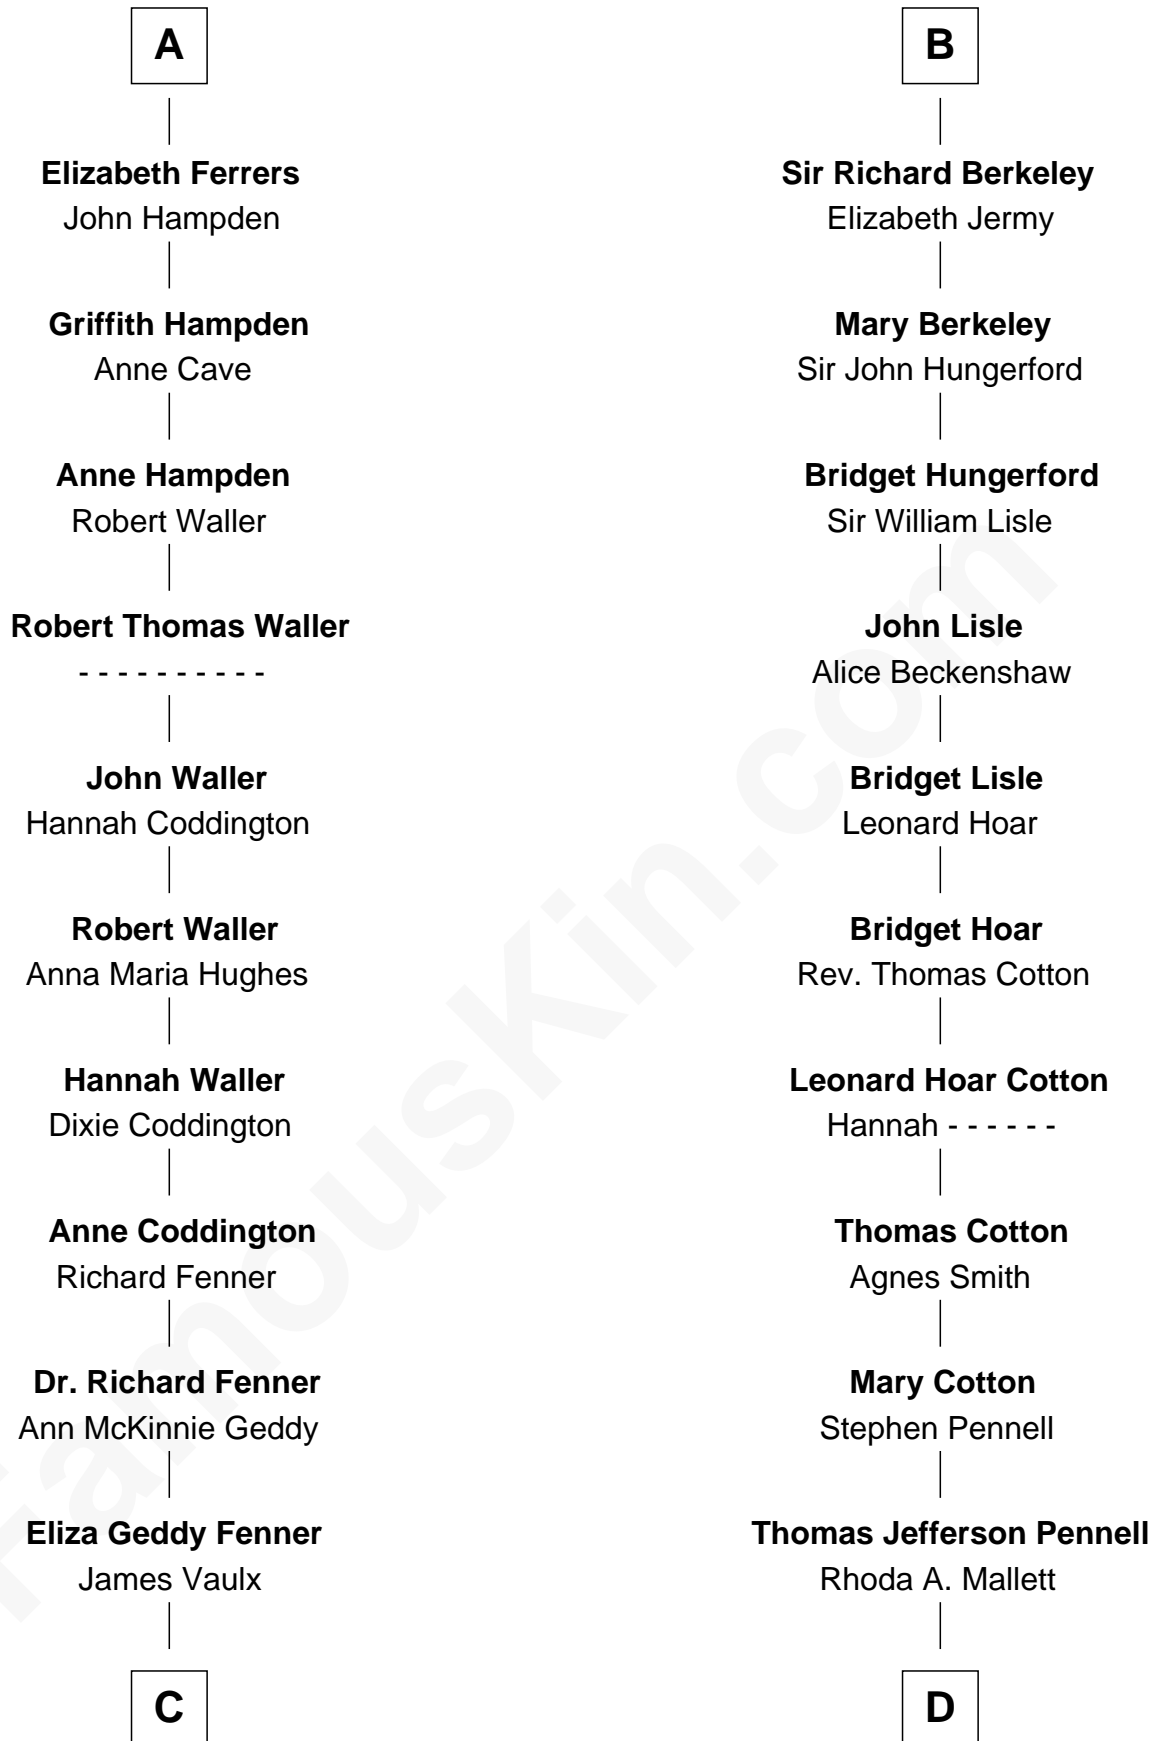 A
Elizabeth Ferrers
John Hampden
Griffith Hampden
Anne Cave
Anne Hampden
Robert Waller
Robert Thomas Waller
- - - - - - - - - -
John Waller
Hannah Coddington
Robert Waller
Anna Maria Hughes
Hannah Waller
Dixie Coddington
Anne Coddington
Richard Fenner
Dr. Richard Fenner
Ann McKinnie Geddy
Eliza Geddy Fenner
James Vaulx
C
B
Sir Richard Berkeley
Elizabeth Jermy
Mary Berkeley
Sir John Hungerford
Bridget Hungerford
Sir William Lisle
John Lisle
Alice Beckenshaw
Bridget Lisle
Leonard Hoar
Bridget Hoar
Rev. Thomas Cotton
Leonard Hoar Cotton
Hannah - - - - - -
Thomas Cotton
Agnes Smith
Mary Cotton
Stephen Pennell
Thomas Jefferson Pennell
Rhoda A. Mallett
D
FamousKin.com